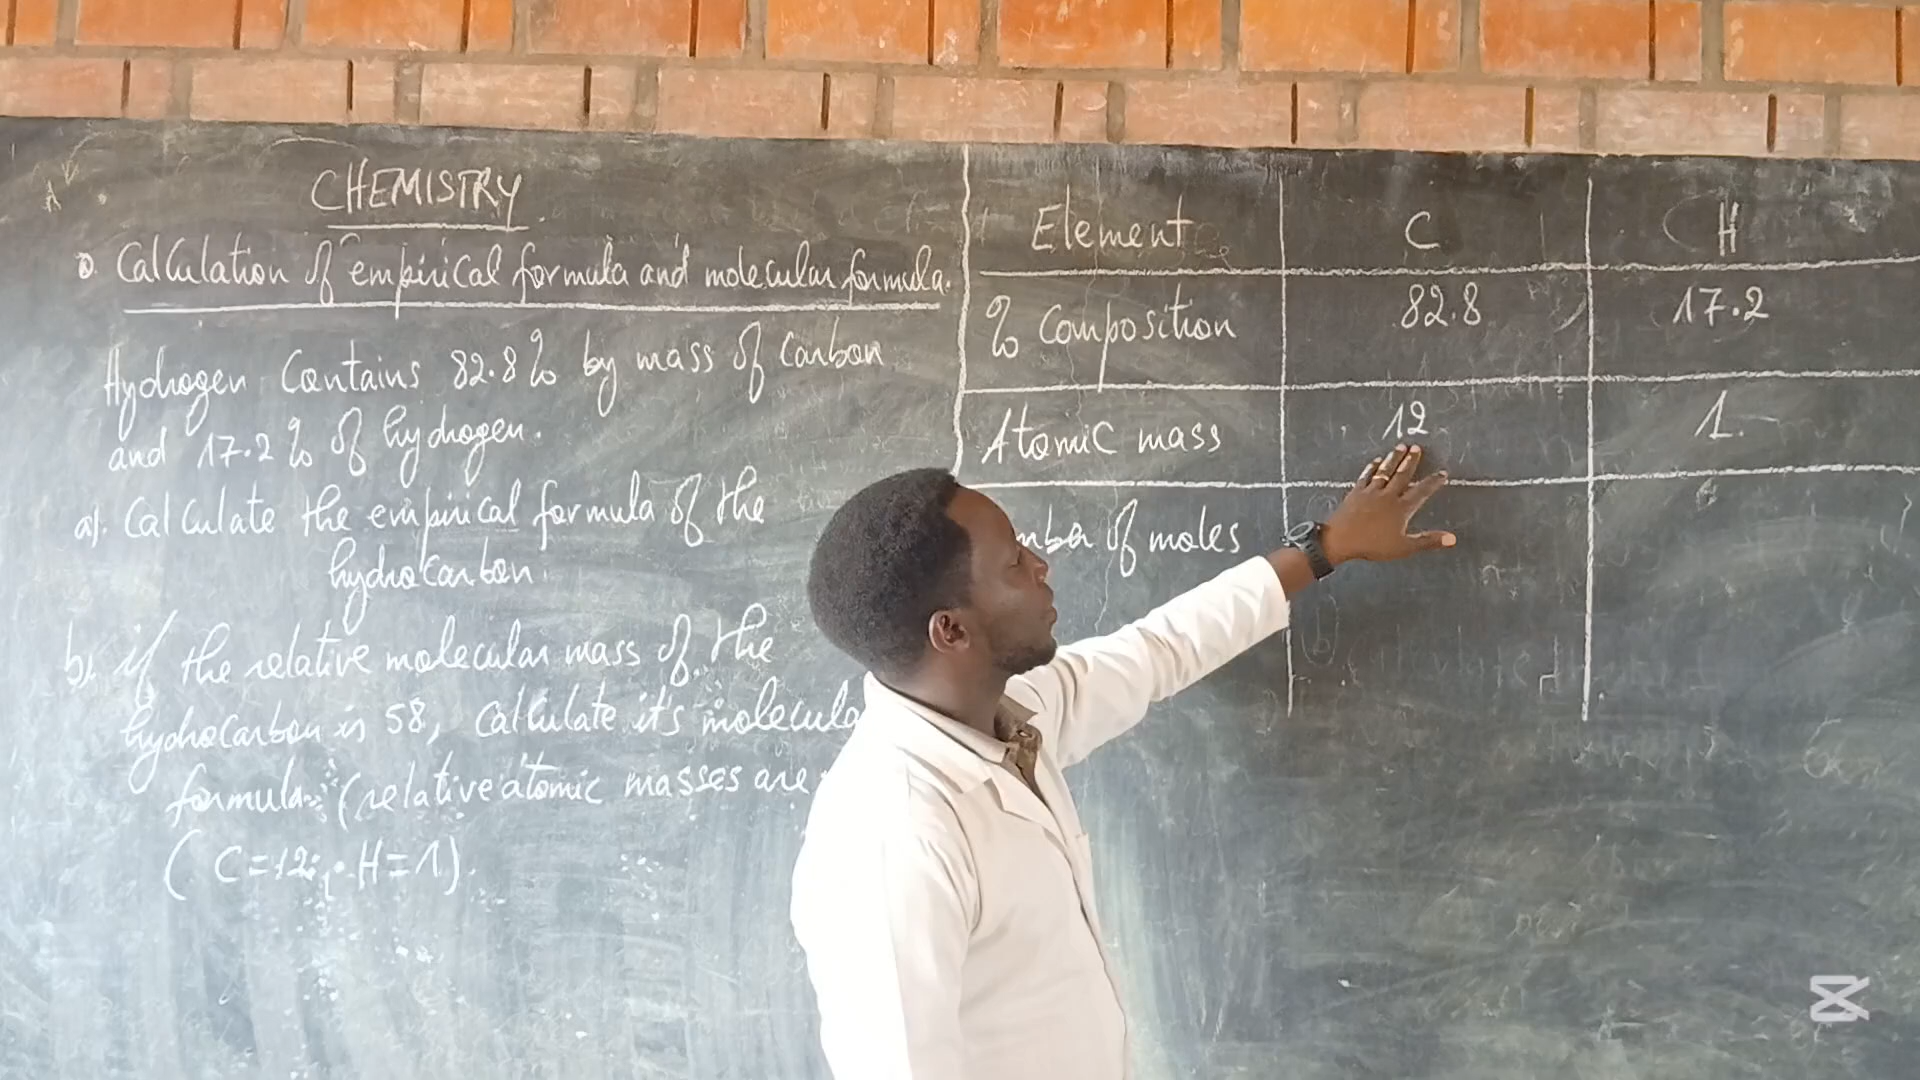 CHEMISTRY
Calculation of empirical formula and molecular formula.
Hydrogen Contains 82.8% by mass of Carbon
and 17.2% of hydrogen.
a). Calculate the empirical formula of the
hydrocarbon.
b). if the relative molecular mass of the
hydrocarbon is 58, calculate it's molecula
formula (relative atomic masses are
( C=12; H=1).
Element C H
% Composition 82.8 17.2
Atomic mass 12 1.
of moles